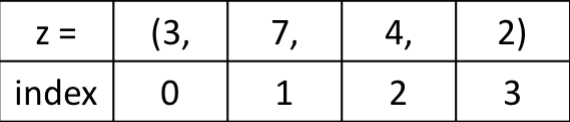 z = (3, 7, 4, 2)
index 0 1 2 3